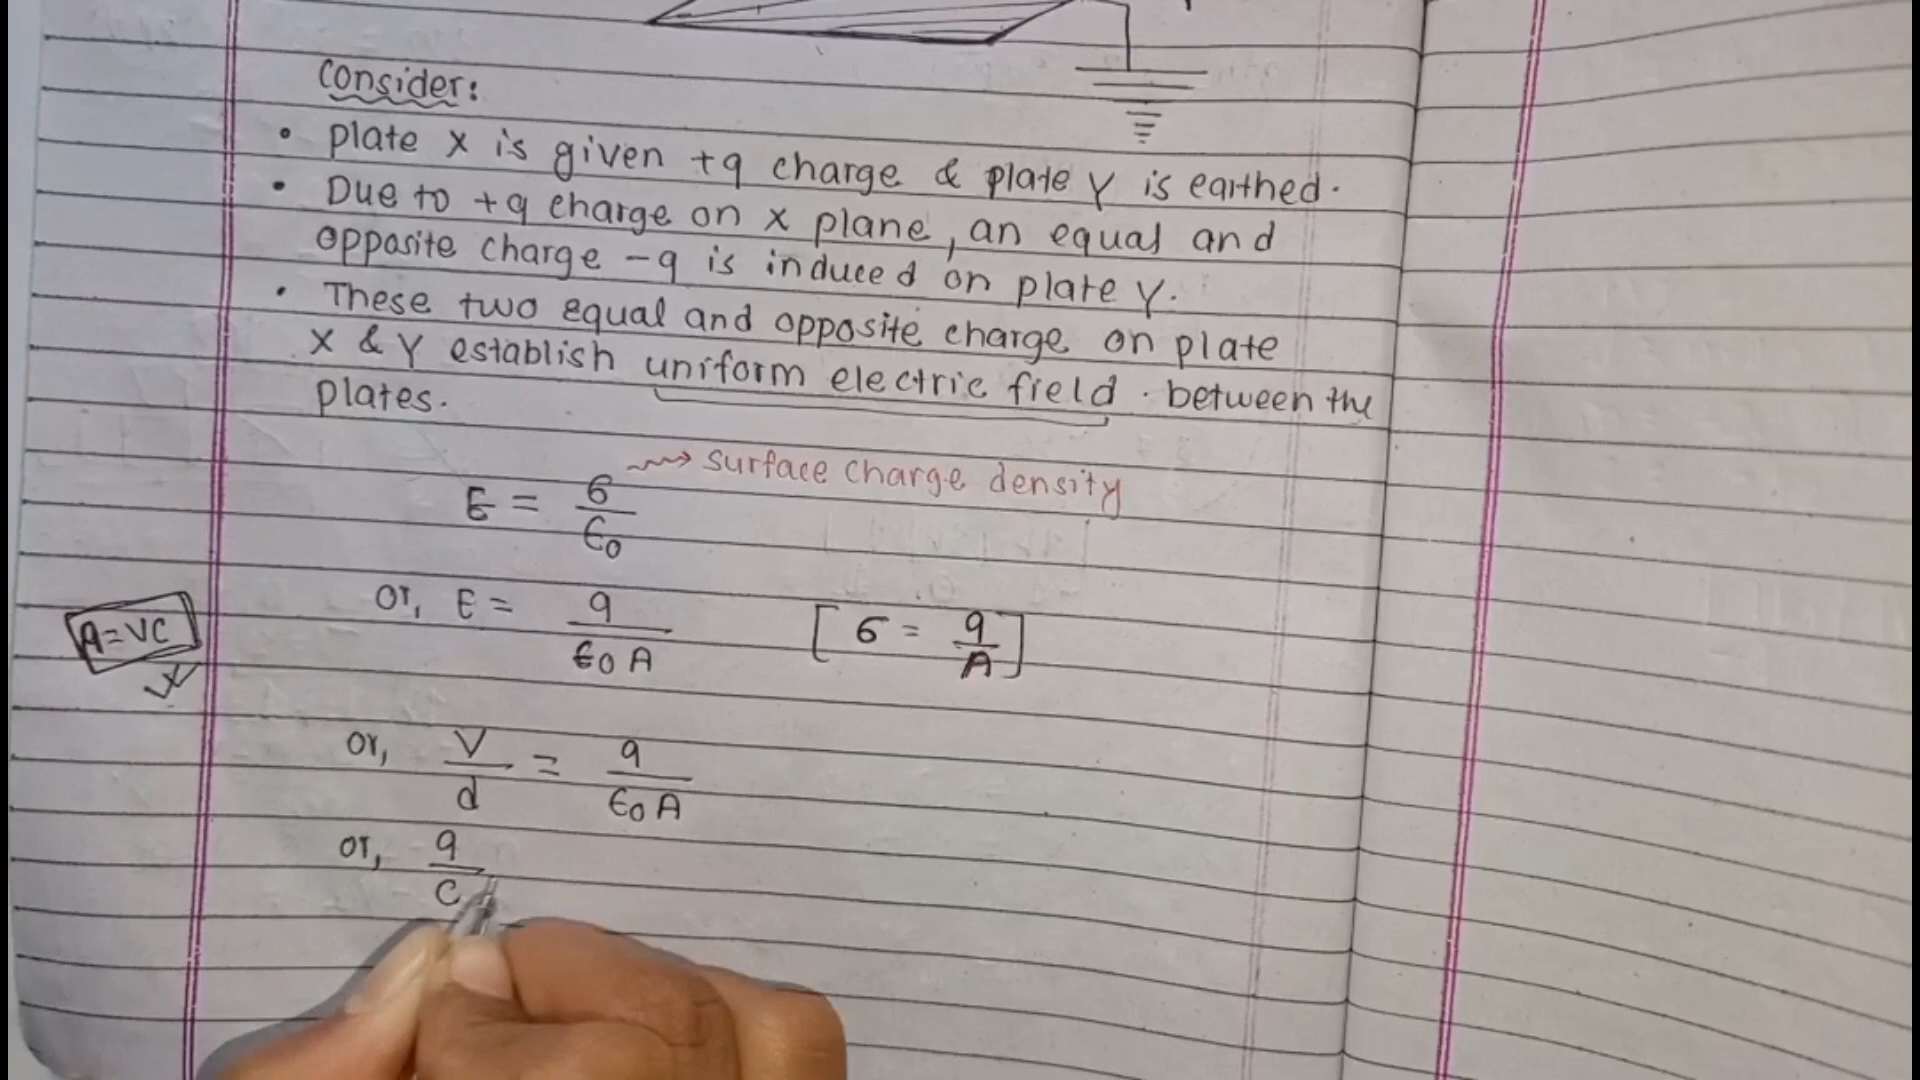 Consider:
• plate X is given +q charge & plate Y is earthed.
• Due to +q charge on X plane, an equal and
opposite charge -q is induced on plate Y.
• These two equal and opposite charge on plate
X & Y establish uniform electric field. between the
plates.
E = σ/ϵ0 → surface charge density
or, E = q/ϵ0 A [σ = q/A]
A=VC
or, V/d = q/ϵ0 A
or, q/C